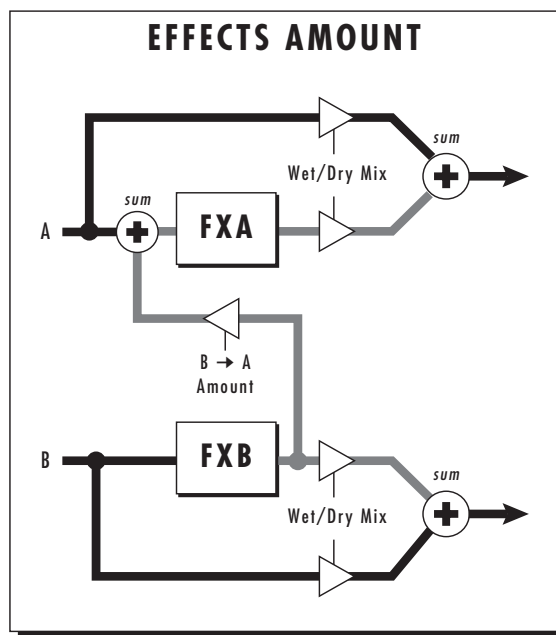 EFFECTS AMOUNT
sum
Wet/Dry Mix
sum
A
FXA
B → A
Amount
B
FXB
sum
Wet/Dry Mix